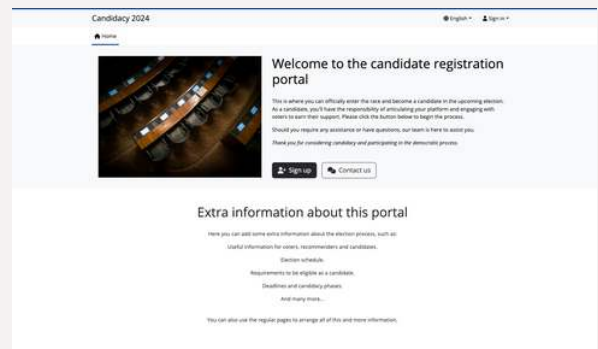 Candidacy 2024
English
Sign in
Home
Welcome to the candidate registration
portal
This is where you can officially enter the race and become a candidate in the upcoming election.
As a candidate, you'll have the responsibility of articulating your platform and engaging with
voters to earn their support. Please click the button below to begin the process.
Should you require any assistance or have questions, our team is here to assist you.
Thank you for considering candidacy and participating in the democratic process.
Sign up
Contact us
Extra information about this portal
Here you can add some extra information about the election process, such as:
Useful information for voters, recommenders and candidates.
Election schedule.
Requirements to be eligible as a candidate.
Deadlines and candidacy phases.
And many more...
You can also use the regular pages to arrange all of this and more information.